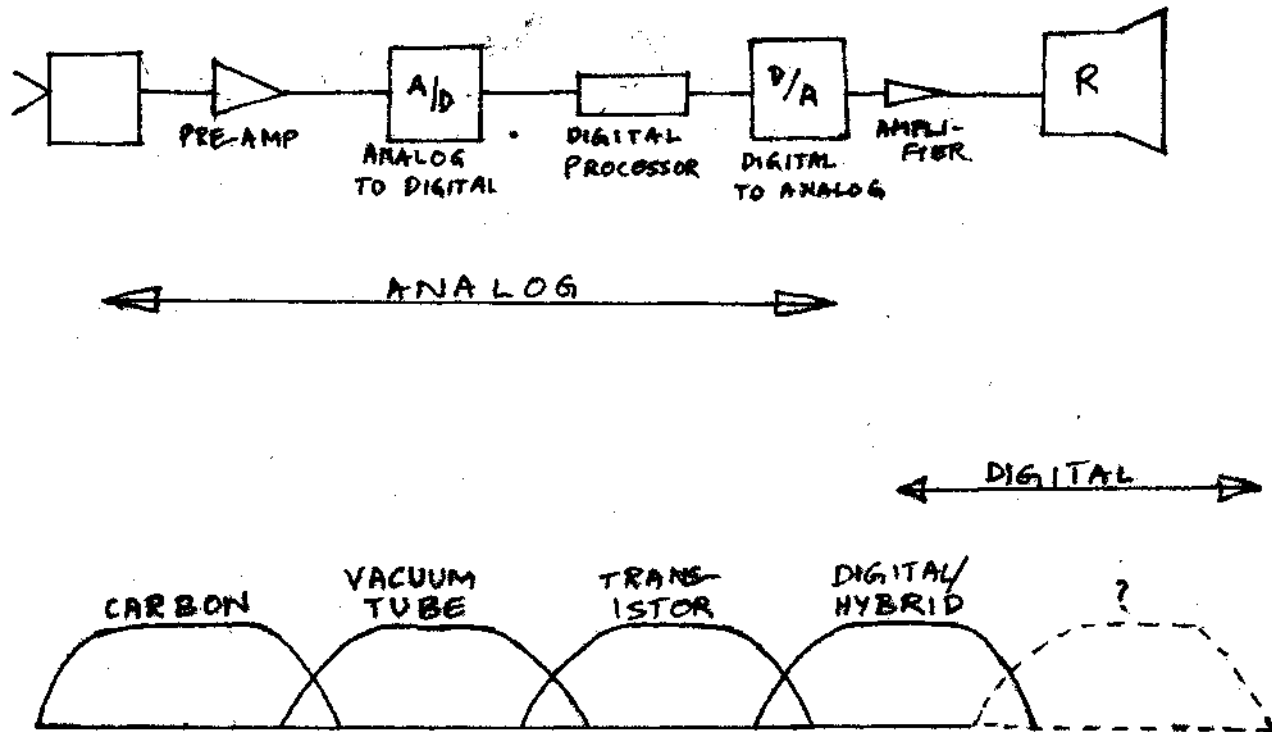 A/D
D/A
R
PRE-AMP
ANALOG
TO DIGITAL
DIGITAL
PROCESSOR
DIGITAL
TO ANALOG
AMPLI-
FIER
ANALOG
DIGITAL
CARBON
VACUUM
TUBE
TRANS-
ISTOR
DIGITAL/
HYBRID
?